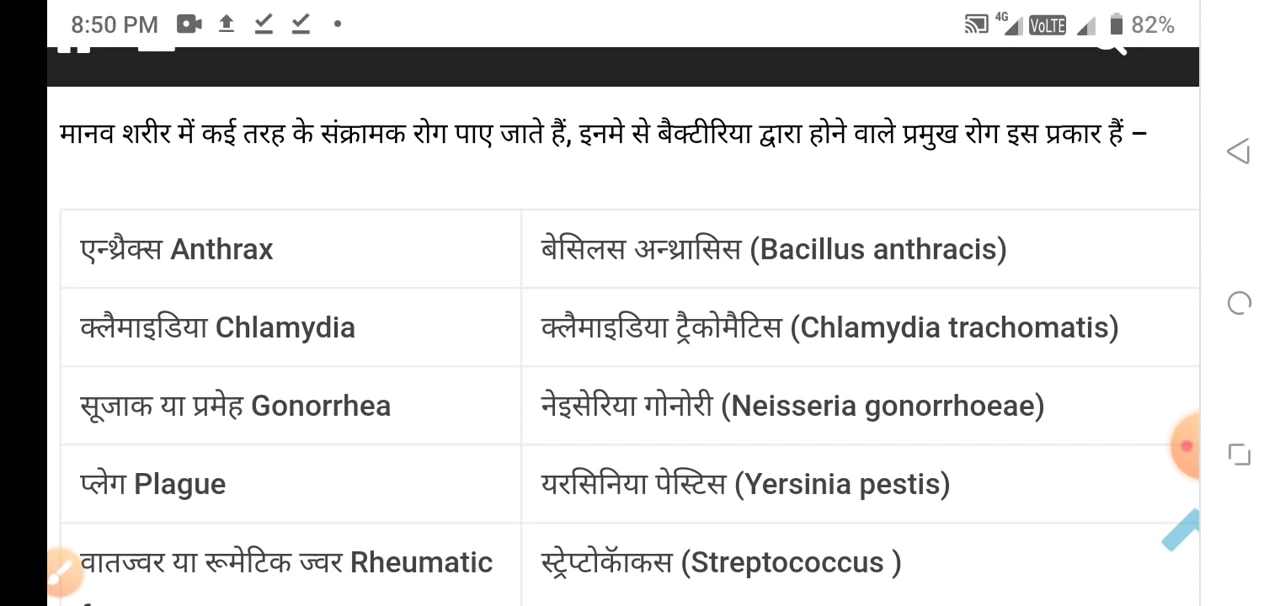 8:50 PM
4G VoLTE 82%
मानव शरीर में कई तरह के संक्रामक रोग पाए जाते हैं, इनमे से बैक्टीरिया द्वारा होने वाले प्रमुख रोग इस प्रकार हैं –
एन्थ्रैक्स Anthrax बेसिलस अन्थ्रासिस (Bacillus anthracis)
क्लैमाइडिया Chlamydia क्लैमाइडिया ट्रैकोमैटिस (Chlamydia trachomatis)
सूजाक या प्रमेह Gonorrhea नेइसेरिया गोनोरी (Neisseria gonorrhoeae)
प्लेग Plague यरसिनिया पेस्टिस (Yersinia pestis)
वातज्वर या रूमेटिक ज्वर Rheumatic स्ट्रेप्टोकॅाकस (Streptococcus )